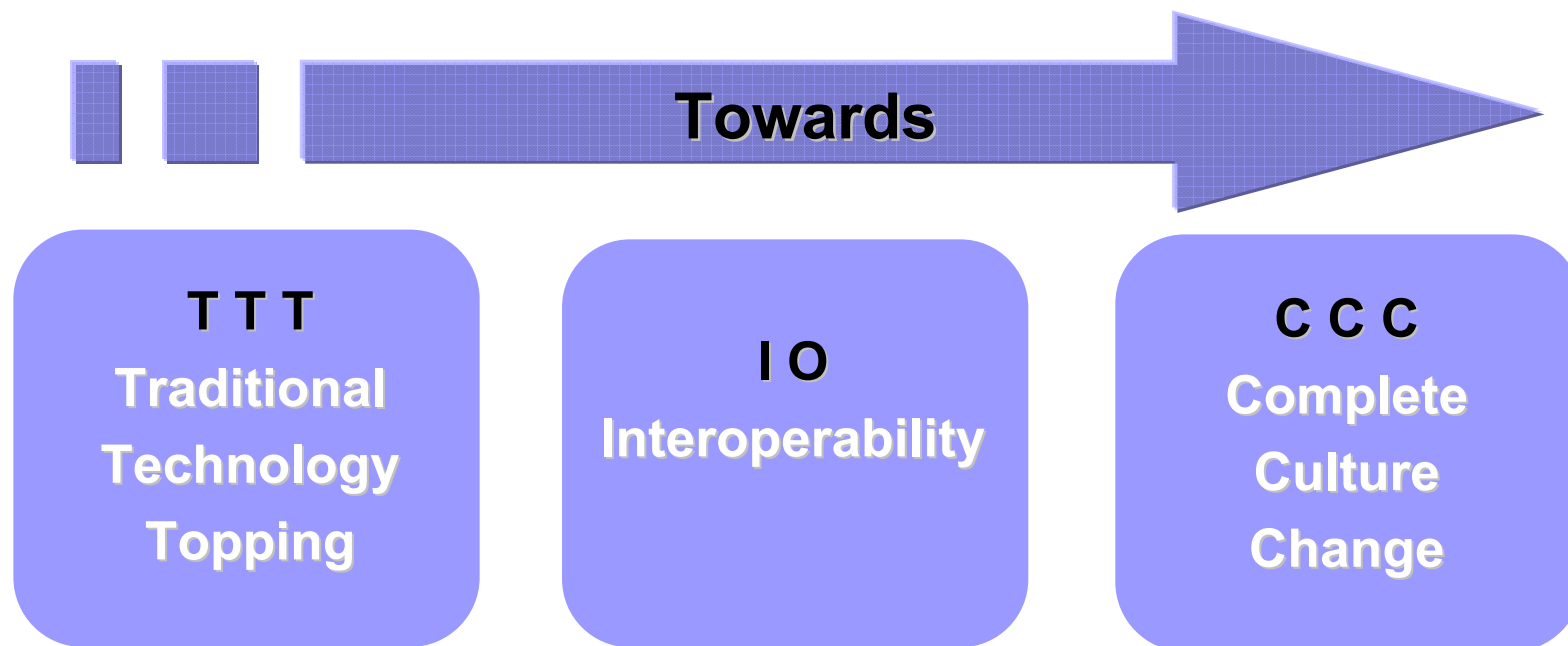 Towards
T T T
Traditional
Technology
Topping
I O
Interoperability
C C C
Complete
Culture
Change